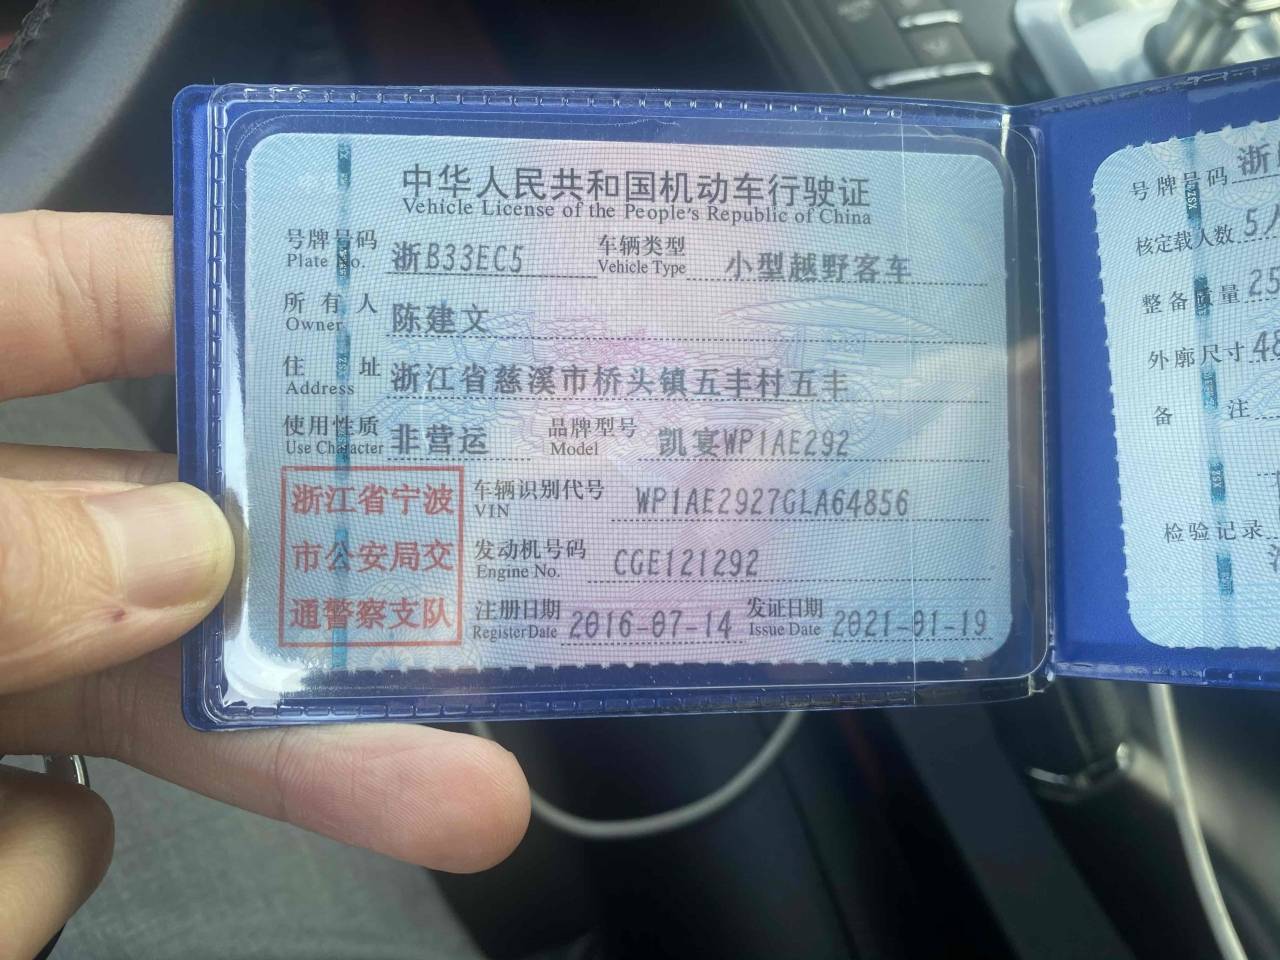 中华人民共和国机动车行驶证
Vehicle License of the People's Republic of China
号牌号码 浙B33EC5 车辆类型 小型越野客车
Plate No. Vehicle Type
所有人 陈建文
Owner
住址 浙江省慈溪市桥头镇五丰村五丰
Address
使用性质 非营运 品牌型号 凯宴WP1AE292
Use Character Model
浙江省宁波
市公安局交
通警察支队
车辆识别代号 WP1AE2927GLA64856
VIN
发动机号码 CGE121292
Engine No.
注册日期 2016-07-14 发证日期 2021-01-19
Register Date Issue Date
号牌号码 浙
核定载人数 5人
整备质量 25
外廓尺寸 48
备注
检验记录